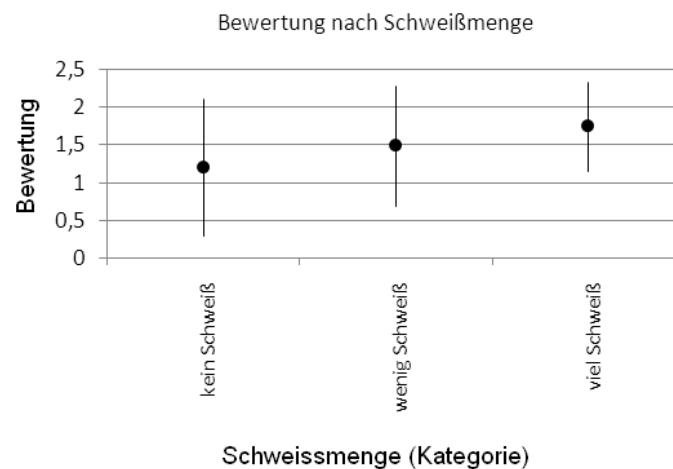 Bewertung nach Schweißmenge
Bewertung
2,5
2
1,5
1
0,5
0
kein Schweiß
wenig Schweiß
viel Schweiß
Schweissmenge (Kategorie)